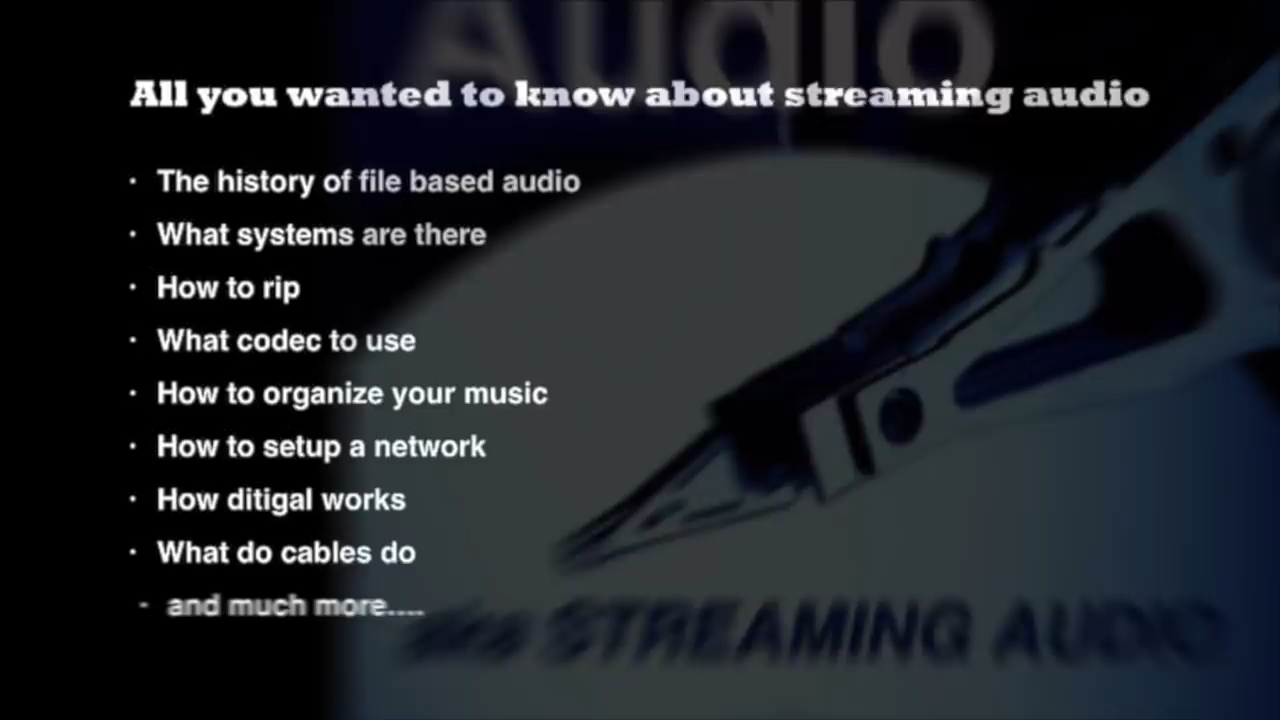 Audio
All you wanted to know about streaming audio
· The history of file based audio
· What systems are there
· How to rip
· What codec to use
· How to organize your music
· How to setup a network
· How ditigal works
· What do cables do
· and much more....
STREAMING AUDIO